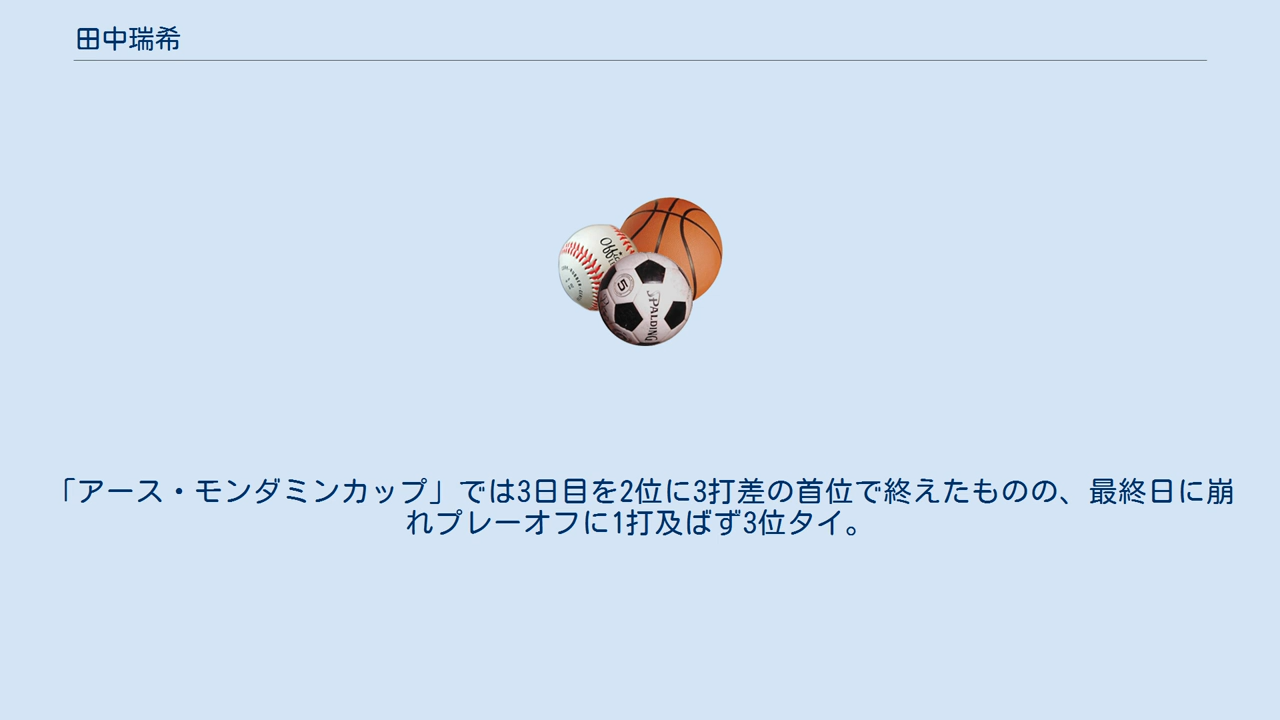 田中瑞希
Offici
5
SPALDING
「アース・モンダミンカップ」では3日目を2位に3打差の首位で終えたものの、最終日に崩
れプレーオフに1打及ばず3位タイ。